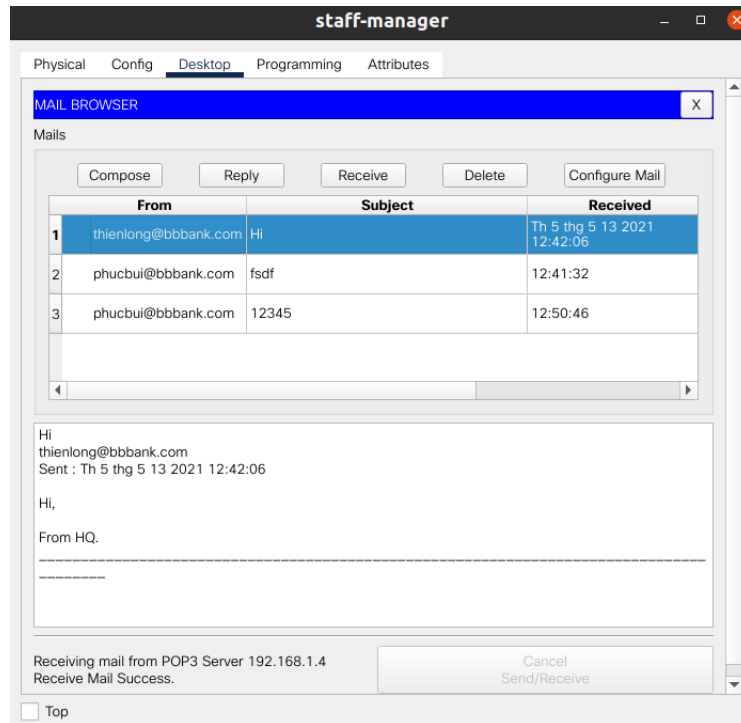 staff-manager
Physical Config Desktop Programming Attributes
MAIL BROWSER X
Mails
Compose Reply Receive Delete Configure Mail
From Subject Received
1 thienlong@bbbank.com Hi Th 5 thg 5 13 2021
12:42:06
2 phucbui@bbbank.com fsdf 12:41:32
3 phucbui@bbbank.com 12345 12:50:46
Hi
thienlong@bbbank.com
Sent : Th 5 thg 5 13 2021 12:42:06
Hi,
From HQ.
Receiving mail from POP3 Server 192.168.1.4
Receive Mail Success.
Cancel
Send/Receive
Top